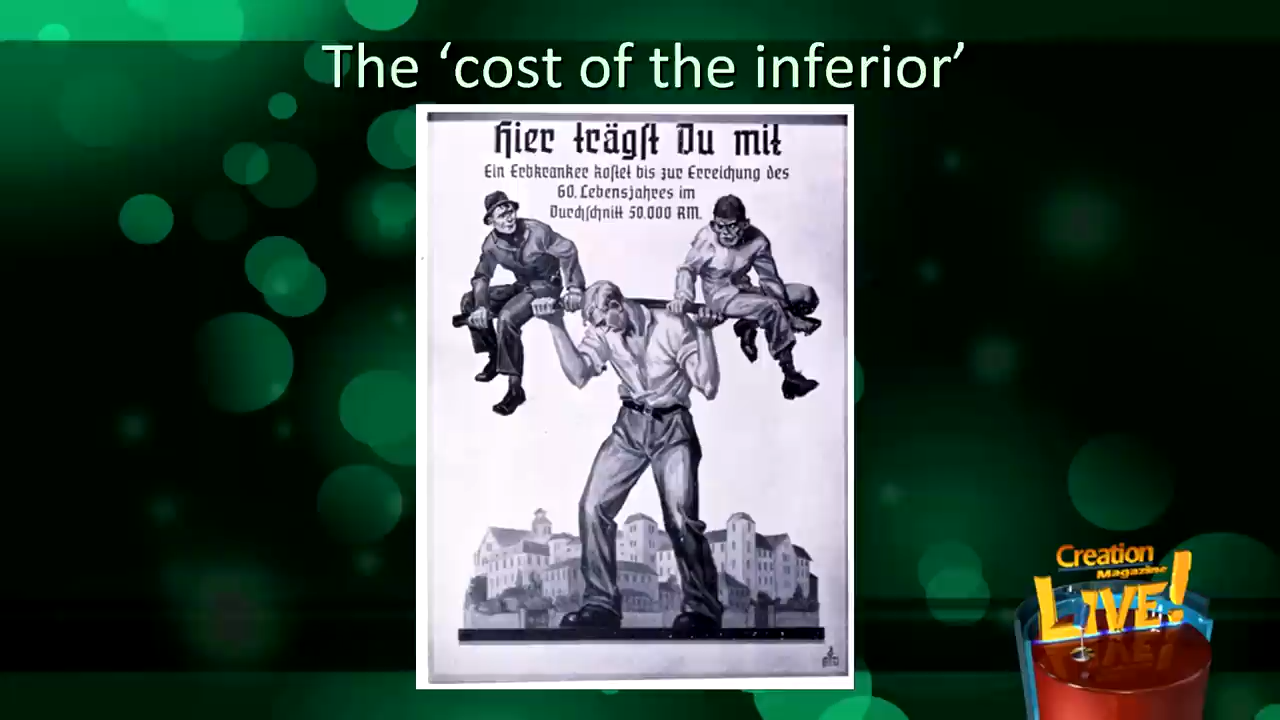 The ‘cost of the inferior’
Hier trägſt Du mit
Ein Erbkranker koſtet bis zur Erreichung des
60. Lebensjahres im
Durchſchnitt 50.000 RM.
Creation
Magazine
LIVE!